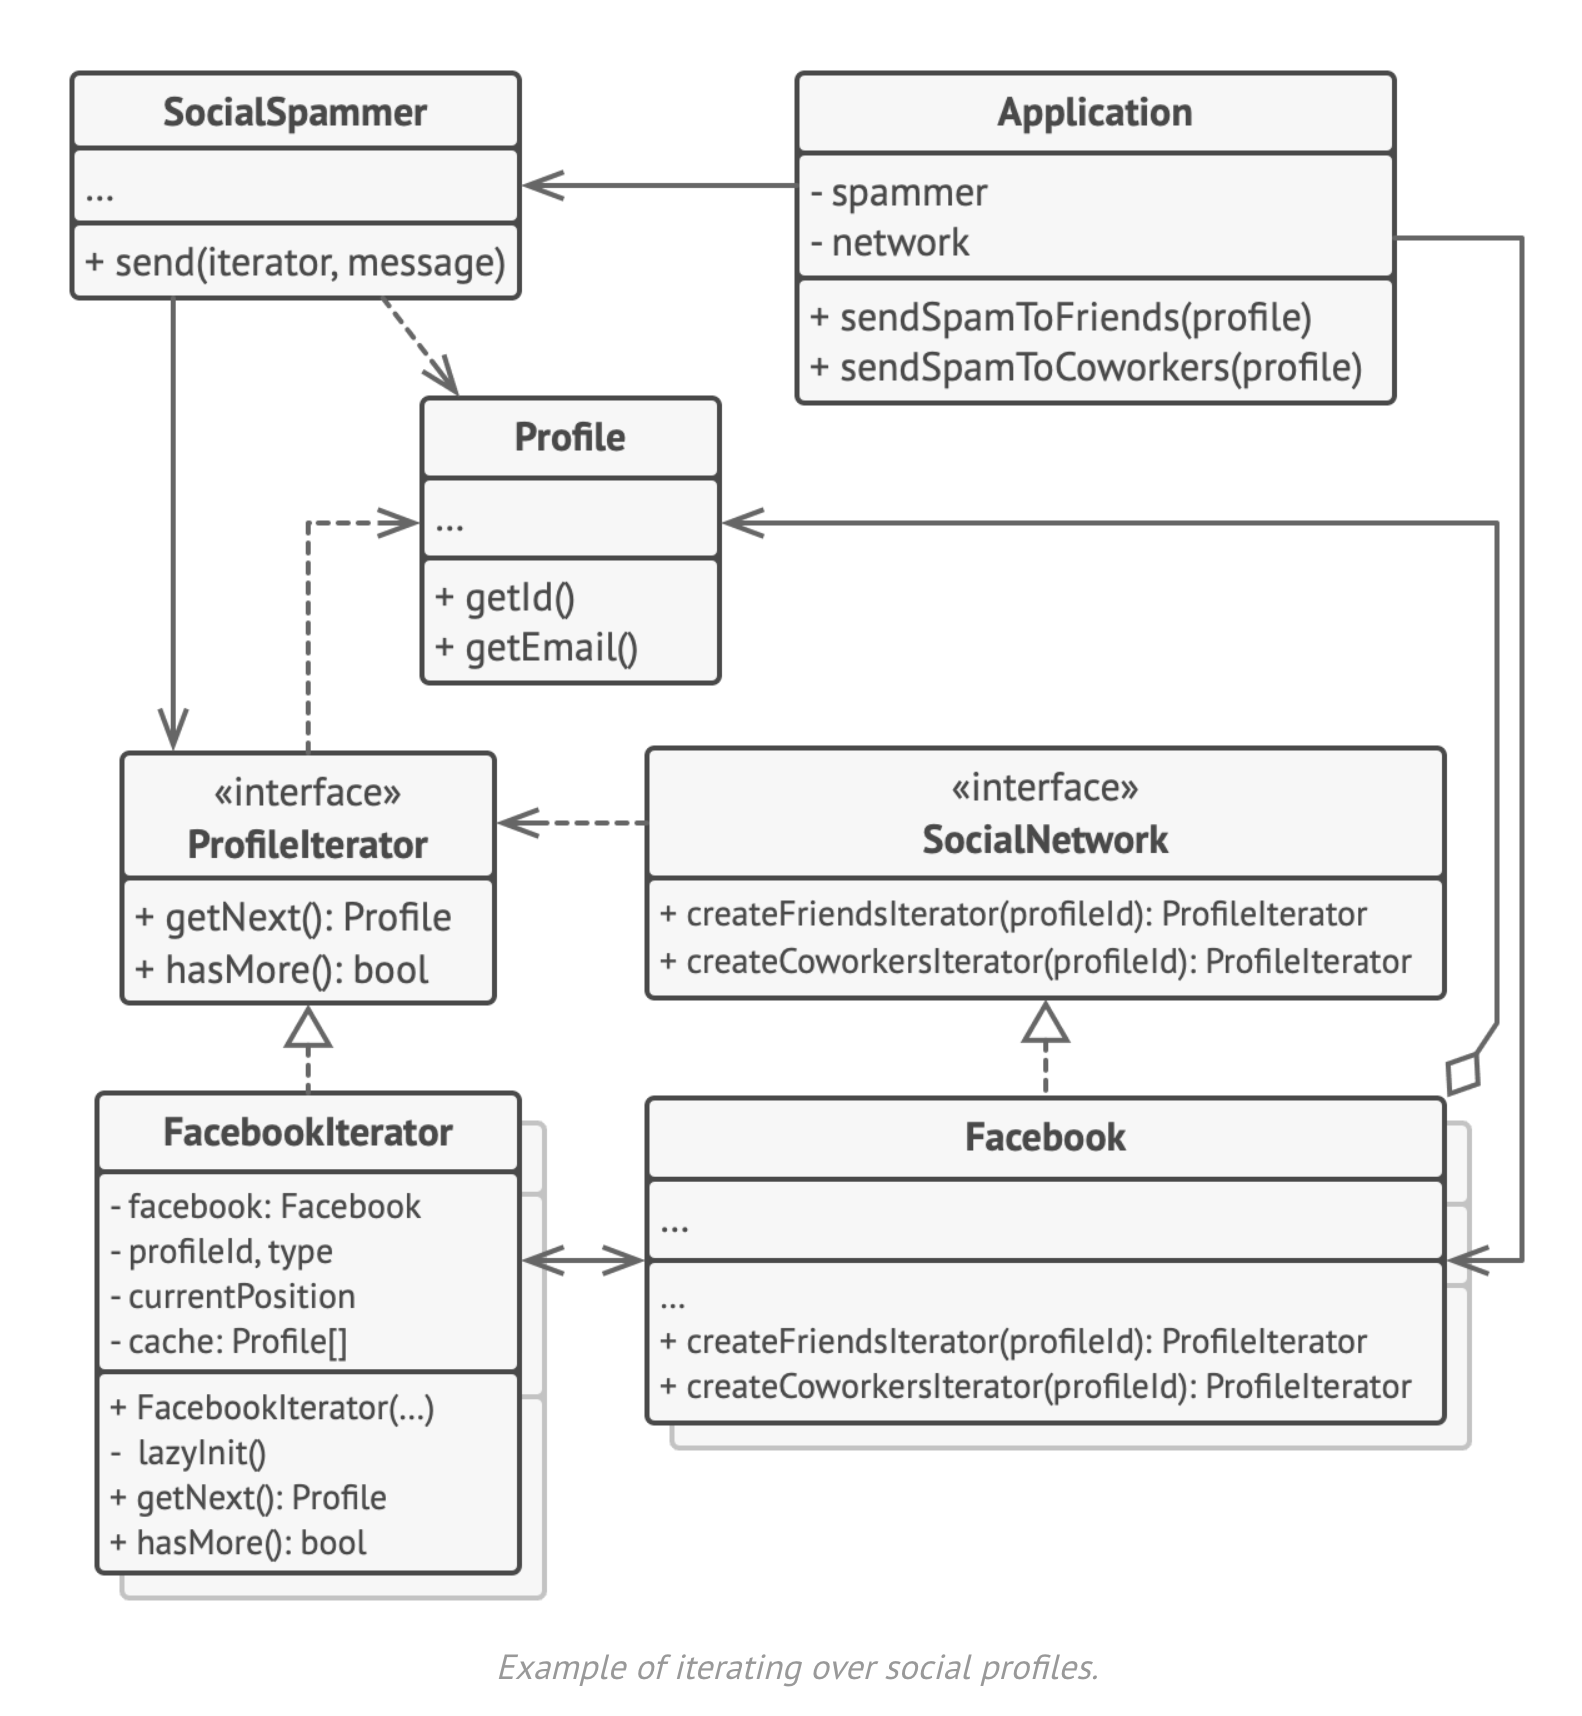 SocialSpammer
...
+ send(iterator, message)
Application
- spammer
- network
+ sendSpamToFriends(profile)
+ sendSpamToCoworkers(profile)
Profile
...
+ getId()
+ getEmail()
«interface»
ProfileIterator
+ getNext(): Profile
+ hasMore(): bool
«interface»
SocialNetwork
+ createFriendsIterator(profileId): ProfileIterator
+ createCoworkersIterator(profileId): ProfileIterator
FacebookIterator
- facebook: Facebook
- profileId, type
- currentPosition
- cache: Profile[]
+ FacebookIterator(...)
- lazyInit()
+ getNext(): Profile
+ hasMore(): bool
Facebook
...
...
+ createFriendsIterator(profileId): ProfileIterator
+ createCoworkersIterator(profileId): ProfileIterator
Example of iterating over social profiles.